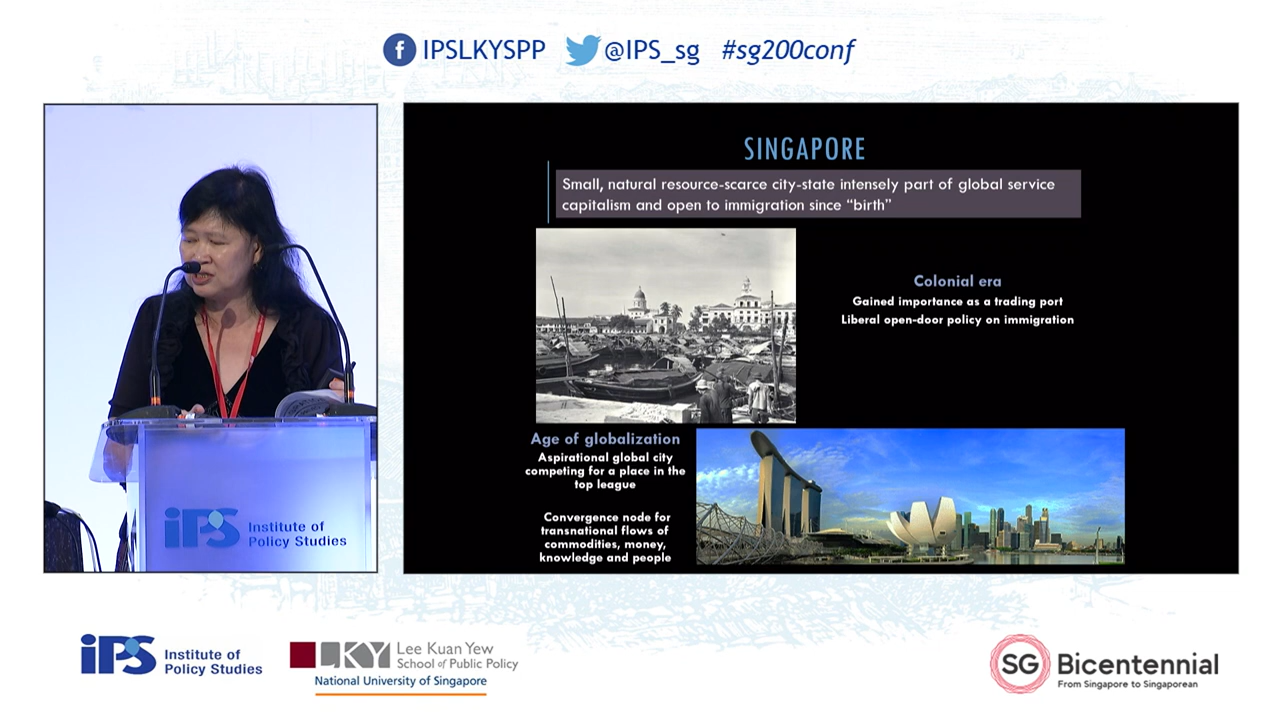 IPSLKYSPP @IPS_sg #sg200conf
SINGAPORE
Small, natural resource-scarce city-state intensely part of global service
capitalism and open to immigration since “birth”
Colonial era
Gained importance as a trading port
Liberal open-door policy on immigration
Age of globalization
Aspirational global city
competing for a place in the
top league
Convergence node for
transnational flows of
commodities, money,
knowledge and people
iPS Institute of
Policy Studies
iPS Institute of
Policy Studies
LKY Lee Kuan Yew
School of Public Policy
National University of Singapore
SG Bicentennial
From Singapore to Singaporean